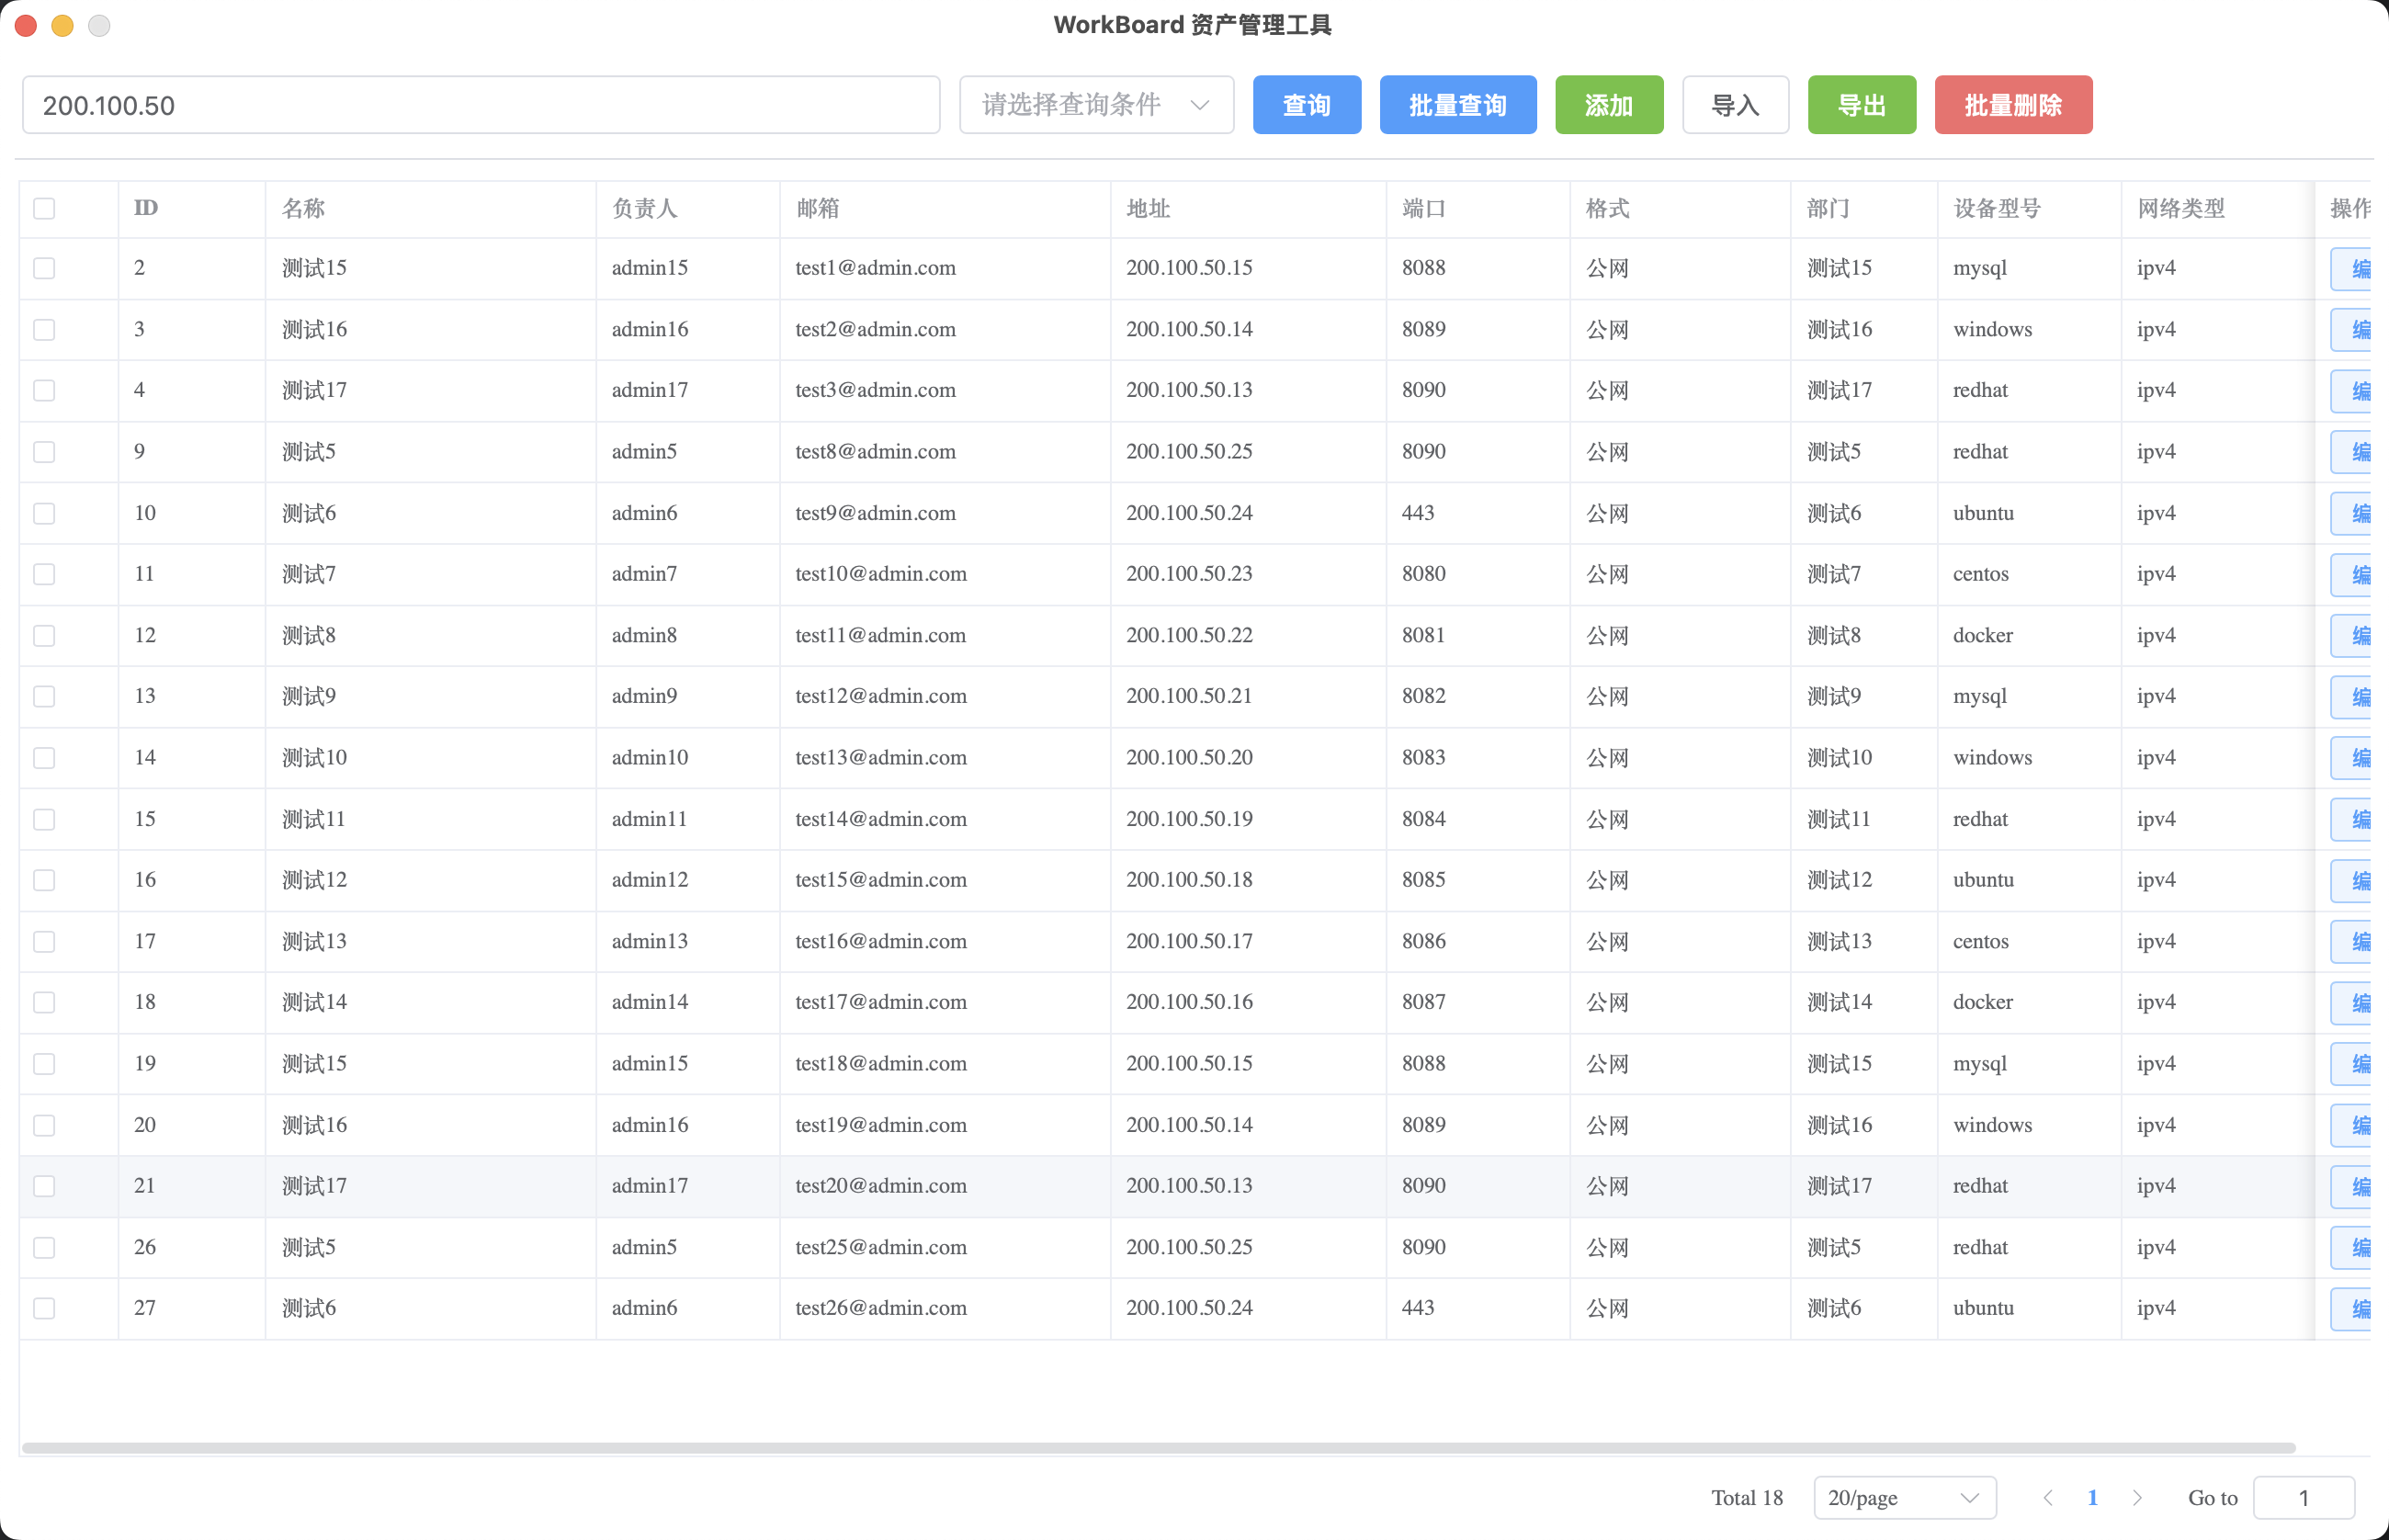 WorkBoard 资产管理工具
200.100.50 请选择查询条件 查询 批量查询 添加 导入 导出 批量删除
ID 名称 负责人 邮箱 地址 端口 格式 部门 设备型号 网络类型 操作
2 测试15 admin15 test1@admin.com 200.100.50.15 8088 公网 测试15 mysql ipv4 编
3 测试16 admin16 test2@admin.com 200.100.50.14 8089 公网 测试16 windows ipv4 编
4 测试17 admin17 test3@admin.com 200.100.50.13 8090 公网 测试17 redhat ipv4 编
9 测试5 admin5 test8@admin.com 200.100.50.25 8090 公网 测试5 redhat ipv4 编
10 测试6 admin6 test9@admin.com 200.100.50.24 443 公网 测试6 ubuntu ipv4 编
11 测试7 admin7 test10@admin.com 200.100.50.23 8080 公网 测试7 centos ipv4 编
12 测试8 admin8 test11@admin.com 200.100.50.22 8081 公网 测试8 docker ipv4 编
13 测试9 admin9 test12@admin.com 200.100.50.21 8082 公网 测试9 mysql ipv4 编
14 测试10 admin10 test13@admin.com 200.100.50.20 8083 公网 测试10 windows ipv4 编
15 测试11 admin11 test14@admin.com 200.100.50.19 8084 公网 测试11 redhat ipv4 编
16 测试12 admin12 test15@admin.com 200.100.50.18 8085 公网 测试12 ubuntu ipv4 编
17 测试13 admin13 test16@admin.com 200.100.50.17 8086 公网 测试13 centos ipv4 编
18 测试14 admin14 test17@admin.com 200.100.50.16 8087 公网 测试14 docker ipv4 编
19 测试15 admin15 test18@admin.com 200.100.50.15 8088 公网 测试15 mysql ipv4 编
20 测试16 admin16 test19@admin.com 200.100.50.14 8089 公网 测试16 windows ipv4 编
21 测试17 admin17 test20@admin.com 200.100.50.13 8090 公网 测试17 redhat ipv4 编
26 测试5 admin5 test25@admin.com 200.100.50.25 8090 公网 测试5 redhat ipv4 编
27 测试6 admin6 test26@admin.com 200.100.50.24 443 公网 测试6 ubuntu ipv4 编
Total 18 20/page 1 Go to 1